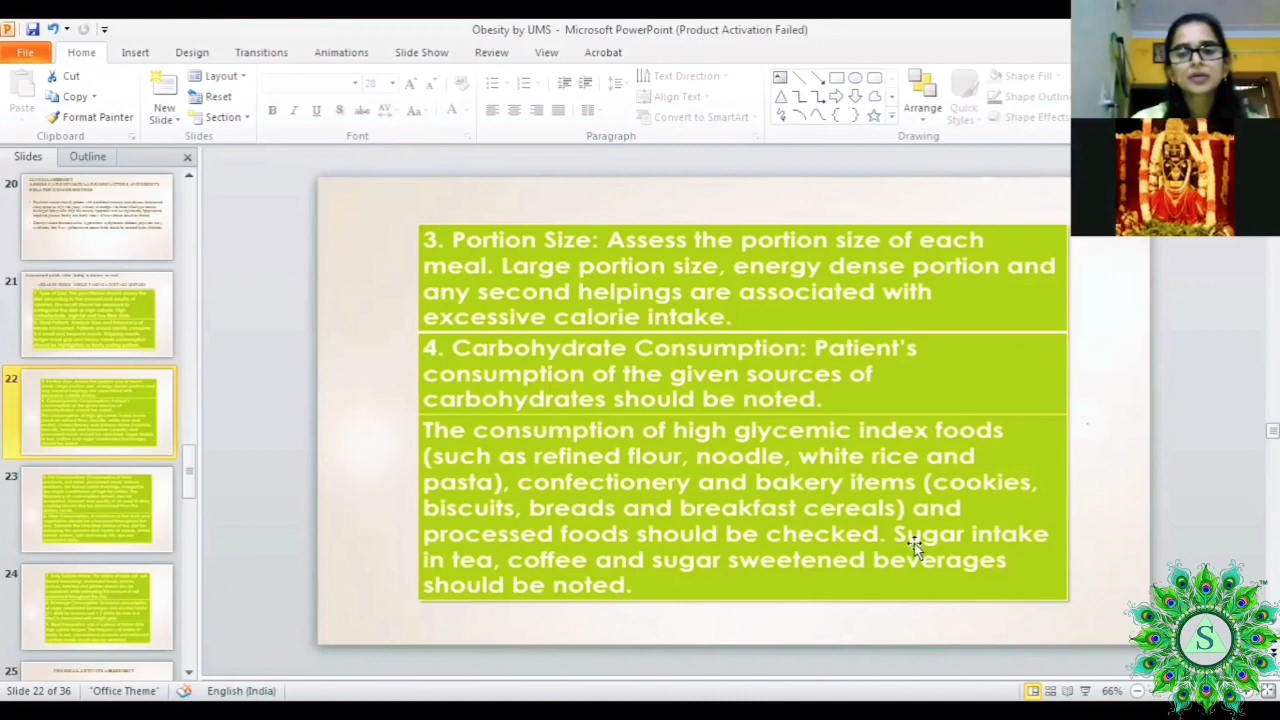 Obesity by UMS - Microsoft PowerPoint (Product Activation Failed)
File Home Insert Design Transitions Animations Slide Show Review View Acrobat
Paste
Cut
Copy
Format Painter
Clipboard
New Slide
Layout
Reset
Section
Slides
28
Font
Text Direction
Align Text
Convert to SmartArt
Paragraph
Arrange
Quick Styles
Shape Fill
Shape Outlin
Shape Effects
Drawing
Slides Outline
20
21
22
23
24
25
3. Portion Size: Assess the portion size of each
meal. Large portion size, energy dense portion and
any second helpings are associated with
excessive calorie intake.
4. Carbohydrate Consumption: Patient's
consumption of the given sources of
carbohydrates should be noted.
The consumption of high glycemic index foods
(such as refined flour, noodle, white rice and
pasta), confectionery and bakery items (cookies,
biscuits, breads and breakfast cereals) and
processed foods should be checked. Sugar intake
in tea, coffee and sugar sweetened beverages
should be noted.
Slide 22 of 36 "Office Theme" English (India) 66%
S
TM